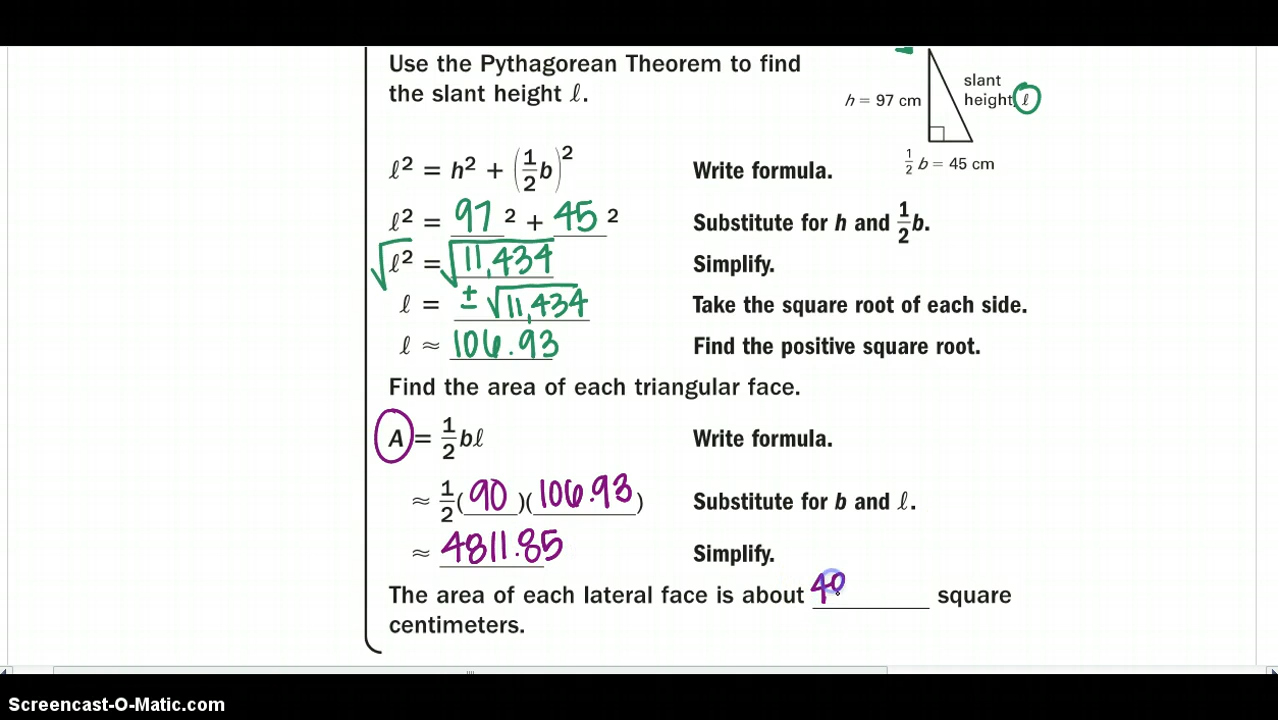 Use the Pythagorean Theorem to find
the slant height ℓ.
h = 97 cm
slant
height, ℓ
1/2 b = 45 cm
ℓ² = h² + (1/2 b)² Write formula.
ℓ² = 97² + 45² Substitute for h and 1/2 b.
√ℓ² = √11,434 Simplify.
ℓ = ± √11,434 Take the square root of each side.
ℓ ≈ 106.93 Find the positive square root.
Find the area of each triangular face.
A = 1/2 bℓ Write formula.
≈ 1/2(90)(106.93) Substitute for b and ℓ.
≈ 4811.85 Simplify.
The area of each lateral face is about 4 square
centimeters.
Screencast-O-Matic.com